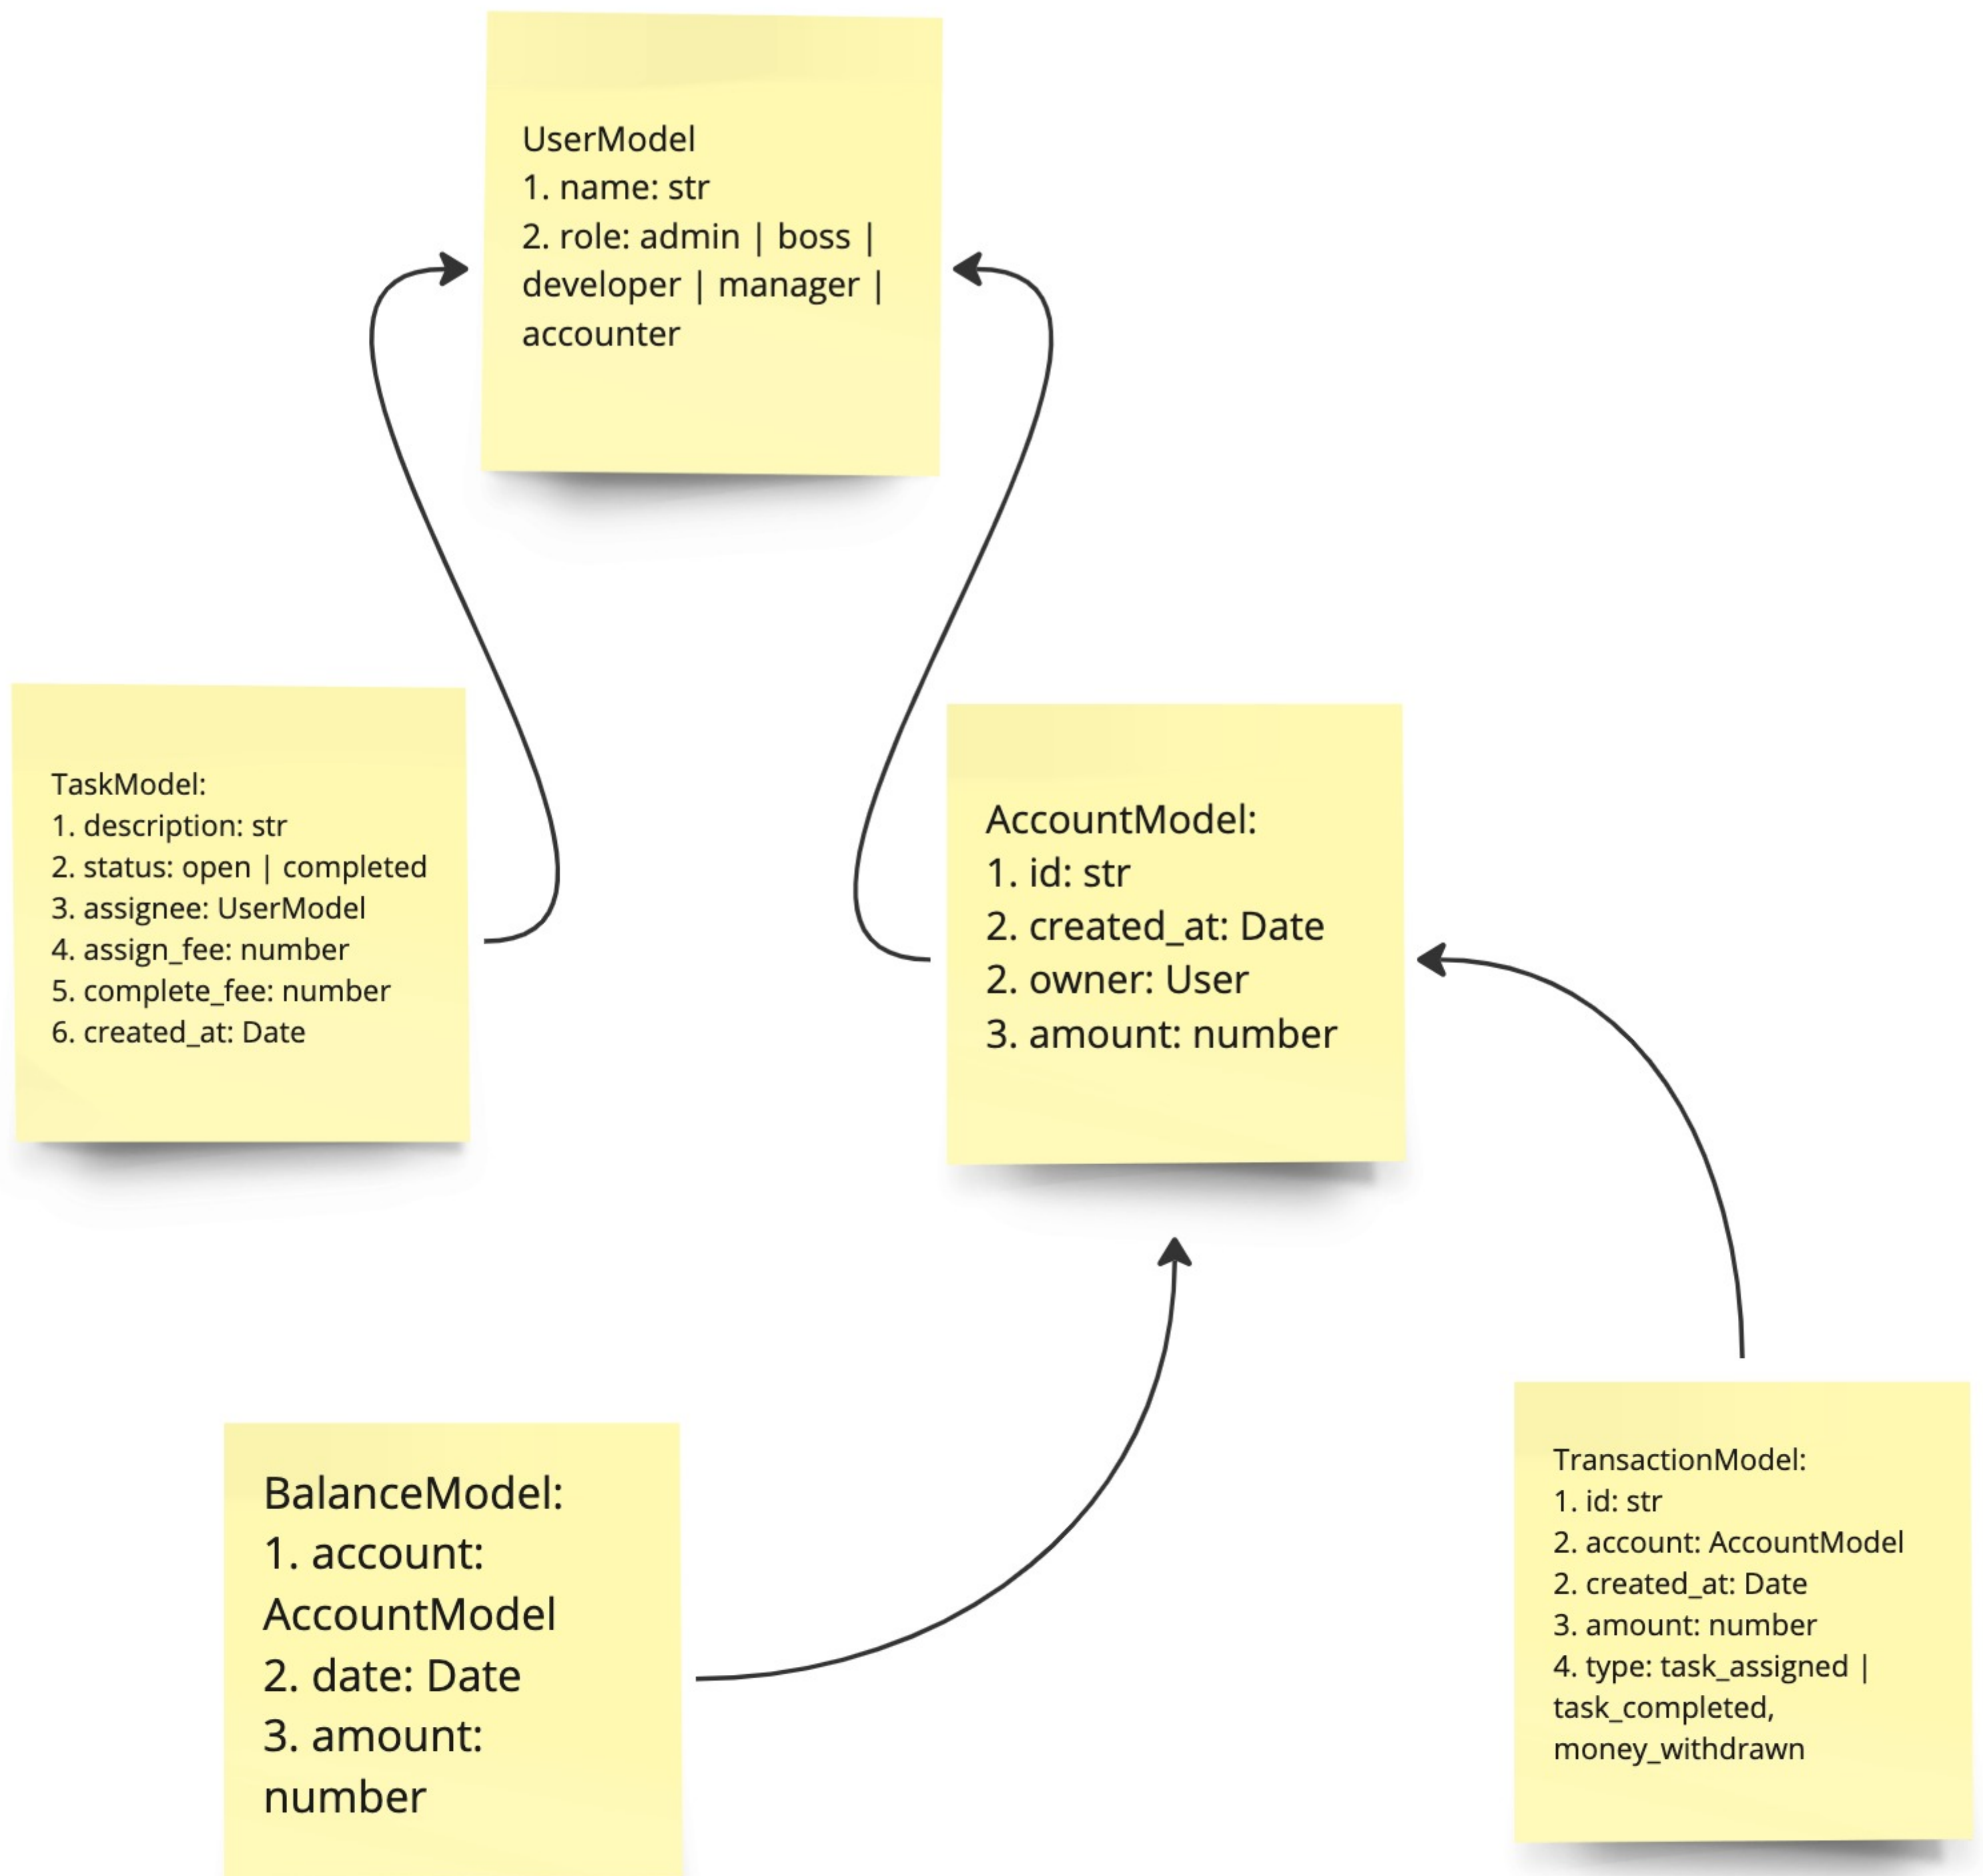 UserModel
1. name: str
2. role: admin | boss |
developer | manager |
accounter
TaskModel:
1. description: str
2. status: open | completed
3. assignee: UserModel
4. assign_fee: number
5. complete_fee: number
6. created_at: Date
AccountModel:
1. id: str
2. created_at: Date
2. owner: User
3. amount: number
BalanceModel:
1. account:
AccountModel
2. date: Date
3. amount:
number
TransactionModel:
1. id: str
2. account: AccountModel
2. created_at: Date
3. amount: number
4. type: task_assigned |
task_completed,
money_withdrawn